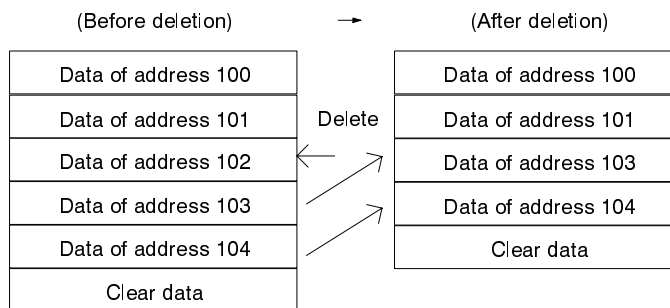 (Before deletion)
(After deletion)
Data of address 100
Data of address 101
Data of address 102
Data of address 103
Data of address 104
Clear data
Delete
Data of address 100
Data of address 101
Data of address 103
Data of address 104
Clear data